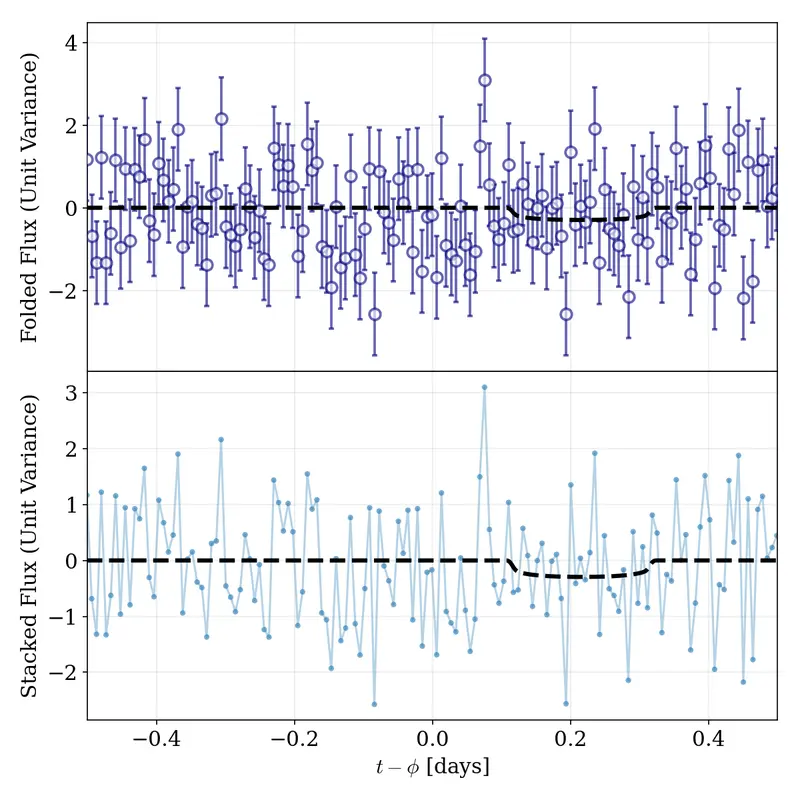 Folded Flux (Unit Variance)
4
2
0
−2
Stacked Flux (Unit Variance)
3
2
1
0
−1
−2
−0.4 −0.2 0.0 0.2 0.4
t − ϕ [days]